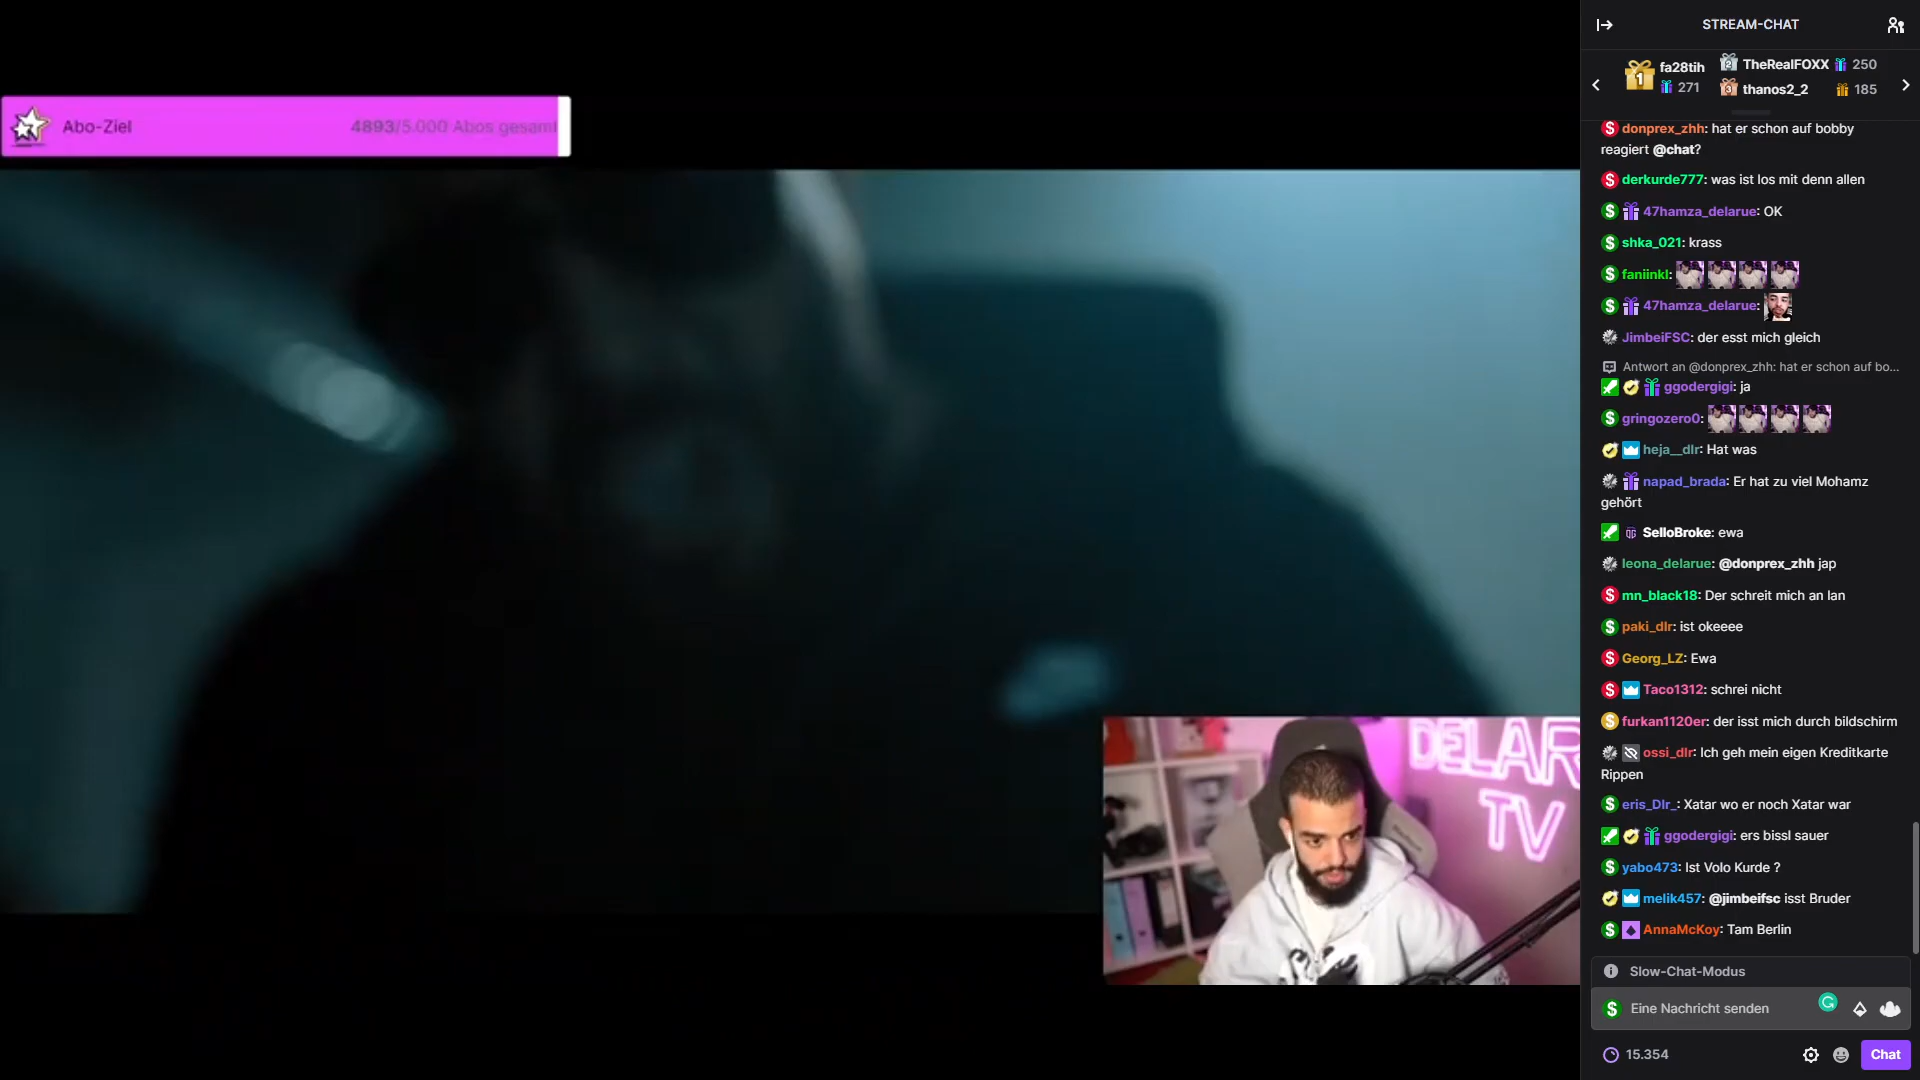 Abo-Ziel
4893/5.000 Abos gesamt
DELAR
TV
STREAM-CHAT
1
fa28tih
271
2
TheRealFOXX 250
3
thanos2_2 185
donprex_zhh: hat er schon auf bobby
reagiert @chat?
derkurde777: was ist los mit denn allen
47hamza_delarue: OK
shka_021: krass
faniinkl:
47hamza_delarue:
JimbeiFSC: der esst mich gleich
Antwort an @donprex_zhh: hat er schon auf bo...
ggodergigi: ja
gringozero0:
heja__dlr: Hat was
napad_brada: Er hat zu viel Mohamz
gehört
SelloBroke: ewa
leona_delarue: @donprex_zhh jap
mn_black18: Der schreit mich an lan
paki_dlr: ist okeeee
Georg_LZ: Ewa
Taco1312: schrei nicht
furkan1120er: der isst mich durch bildschirm
ossi_dlr: Ich geh mein eigen Kreditkarte
Rippen
eris_Dlr_: Xatar wo er noch Xatar war
ggodergigi: ers bissl sauer
yabo473: Ist Volo Kurde ?
melik457: @jimbeifsc isst Bruder
AnnaMcKoy: Tam Berlin
Slow-Chat-Modus
Eine Nachricht senden
15.354
Chat